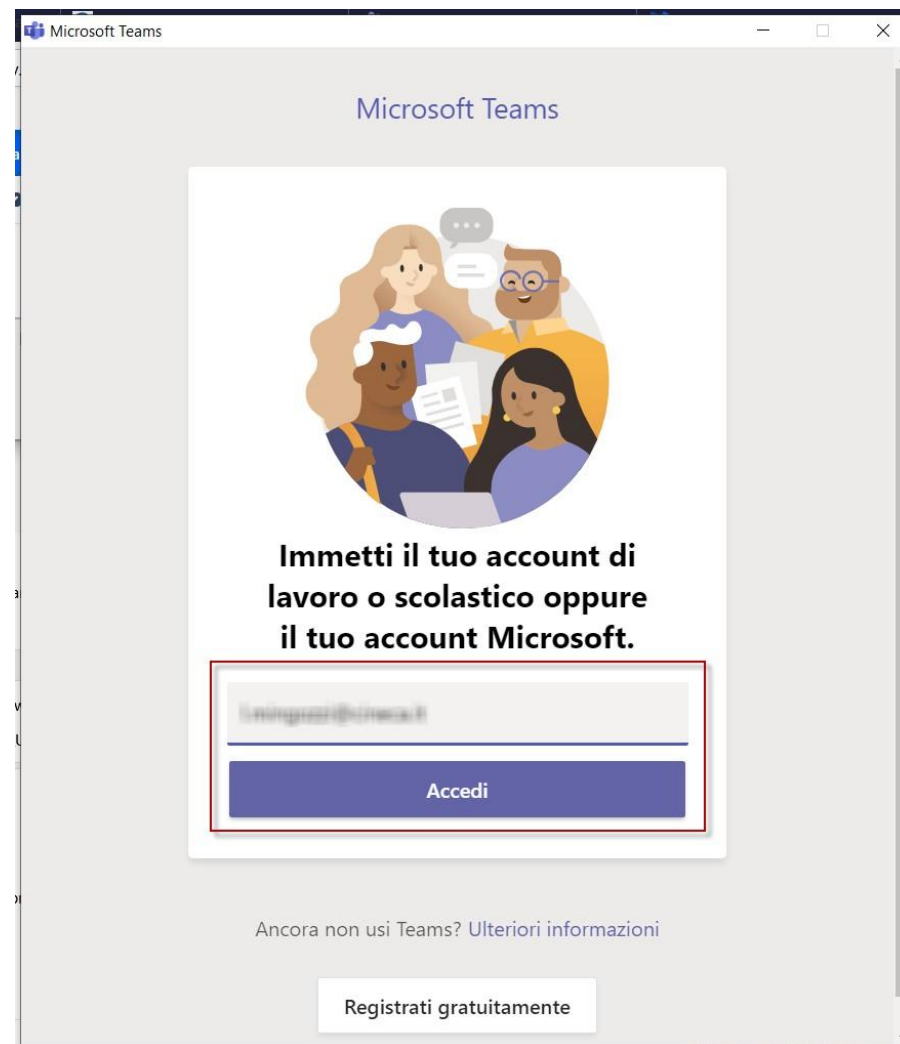 Microsoft Teams
Microsoft Teams
Immetti il tuo account di
lavoro o scolastico oppure
il tuo account Microsoft.
Accedi
Ancora non usi Teams? Ulteriori informazioni
Registrati gratuitamente